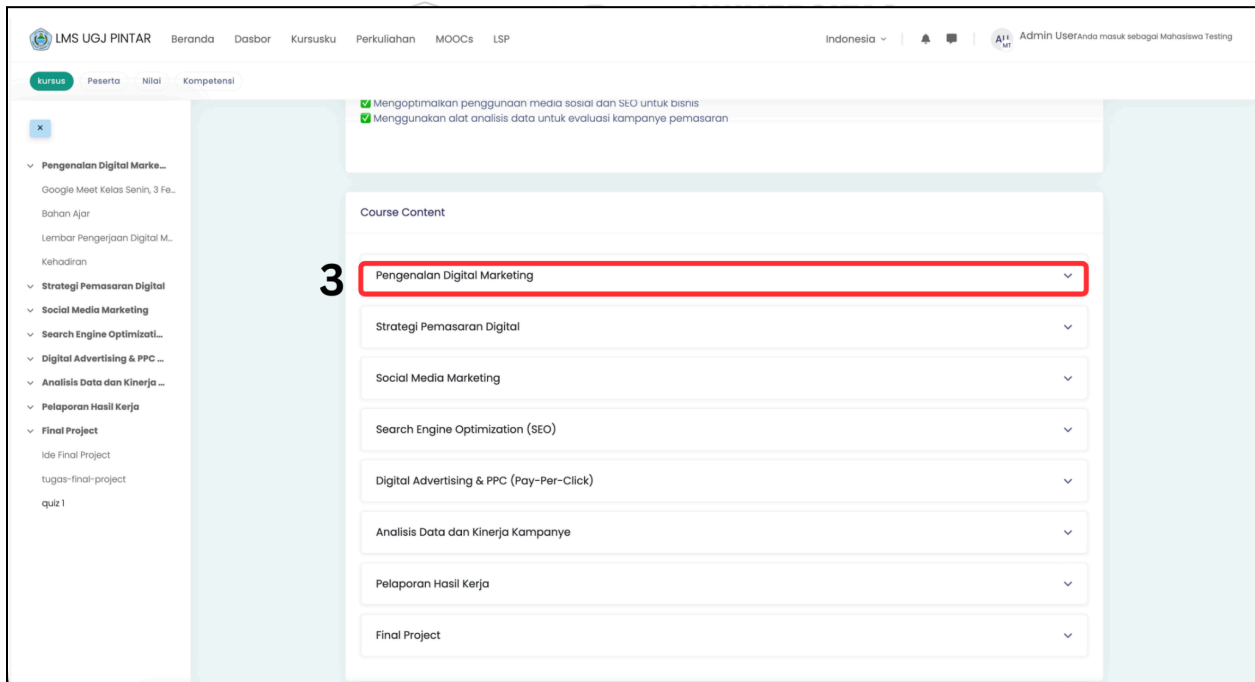 LMS UGJ PINTAR Beranda Dasbor Kursusku Perkuliahan MOOCs LSP Indonesia Admin User Anda masuk sebagai Mahasiswa Testing
kursus Peserta Nilai Kompetensi
✅ Mengoptimalkan penggunaan media sosial dan SEO untuk bisnis
✅ Menggunakan alat analisis data untuk evaluasi kampanye pemasaran
×
Pengenalan Digital Marke...
Google Meet Kelas Senin, 3 Fe...
Bahan Ajar
Lembar Pengerjaan Digital M...
Kehadiran
Strategi Pemasaran Digital
Social Media Marketing
Search Engine Optimizati...
Digital Advertising & PPC ...
Analisis Data dan Kinerja ...
Pelaporan Hasil Kerja
Final Project
Ide Final Project
tugas-final-project
quiz 1
Course Content
3
Pengenalan Digital Marketing
Strategi Pemasaran Digital
Social Media Marketing
Search Engine Optimization (SEO)
Digital Advertising & PPC (Pay-Per-Click)
Analisis Data dan Kinerja Kampanye
Pelaporan Hasil Kerja
Final Project